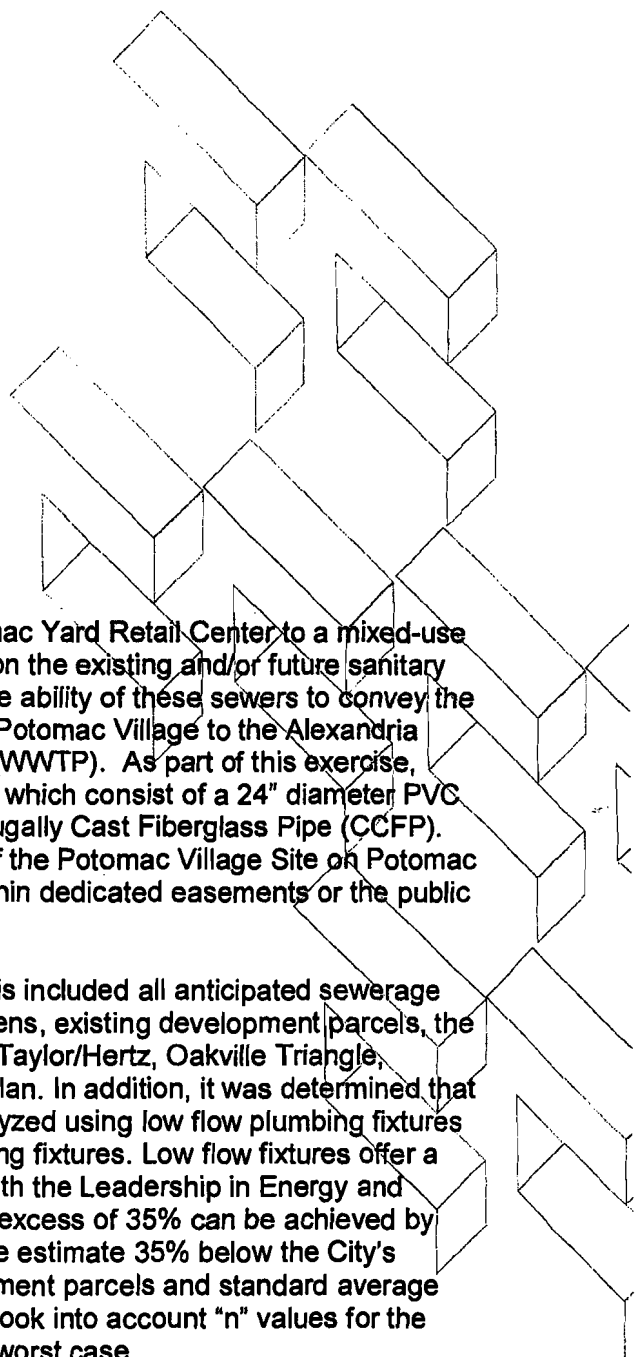 mac Yard Retail Center to a mixed-use
on the existing and/or future sanitary
e ability of these sewers to convey the
Potomac Village to the Alexandria
WWTP). As part of this exercise,
which consist of a 24" diameter PVC
ugally Cast Fiberglass Pipe (CCFP).
f the Potomac Village Site on Potomac
hin dedicated easements or the public
is included all anticipated sewerage
ens, existing development parcels, the
Taylor/Hertz, Oakville Triangle,
lan. In addition, it was determined that
yzed using low flow plumbing fixtures
ng fixtures. Low flow fixtures offer a
th the Leadership in Energy and
excess of 35% can be achieved by
e estimate 35% below the City's
ment parcels and standard average
ook into account "n" values for the
worst case